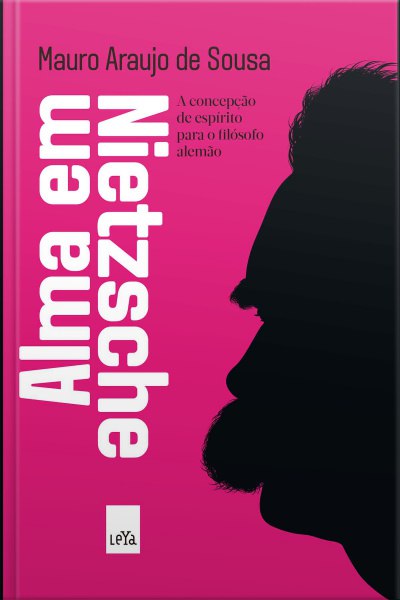 Mauro Araujo de Sousa
Alma em
Nietzsche
A concepção
de espírito
para o filósofo
alemão
LeYa